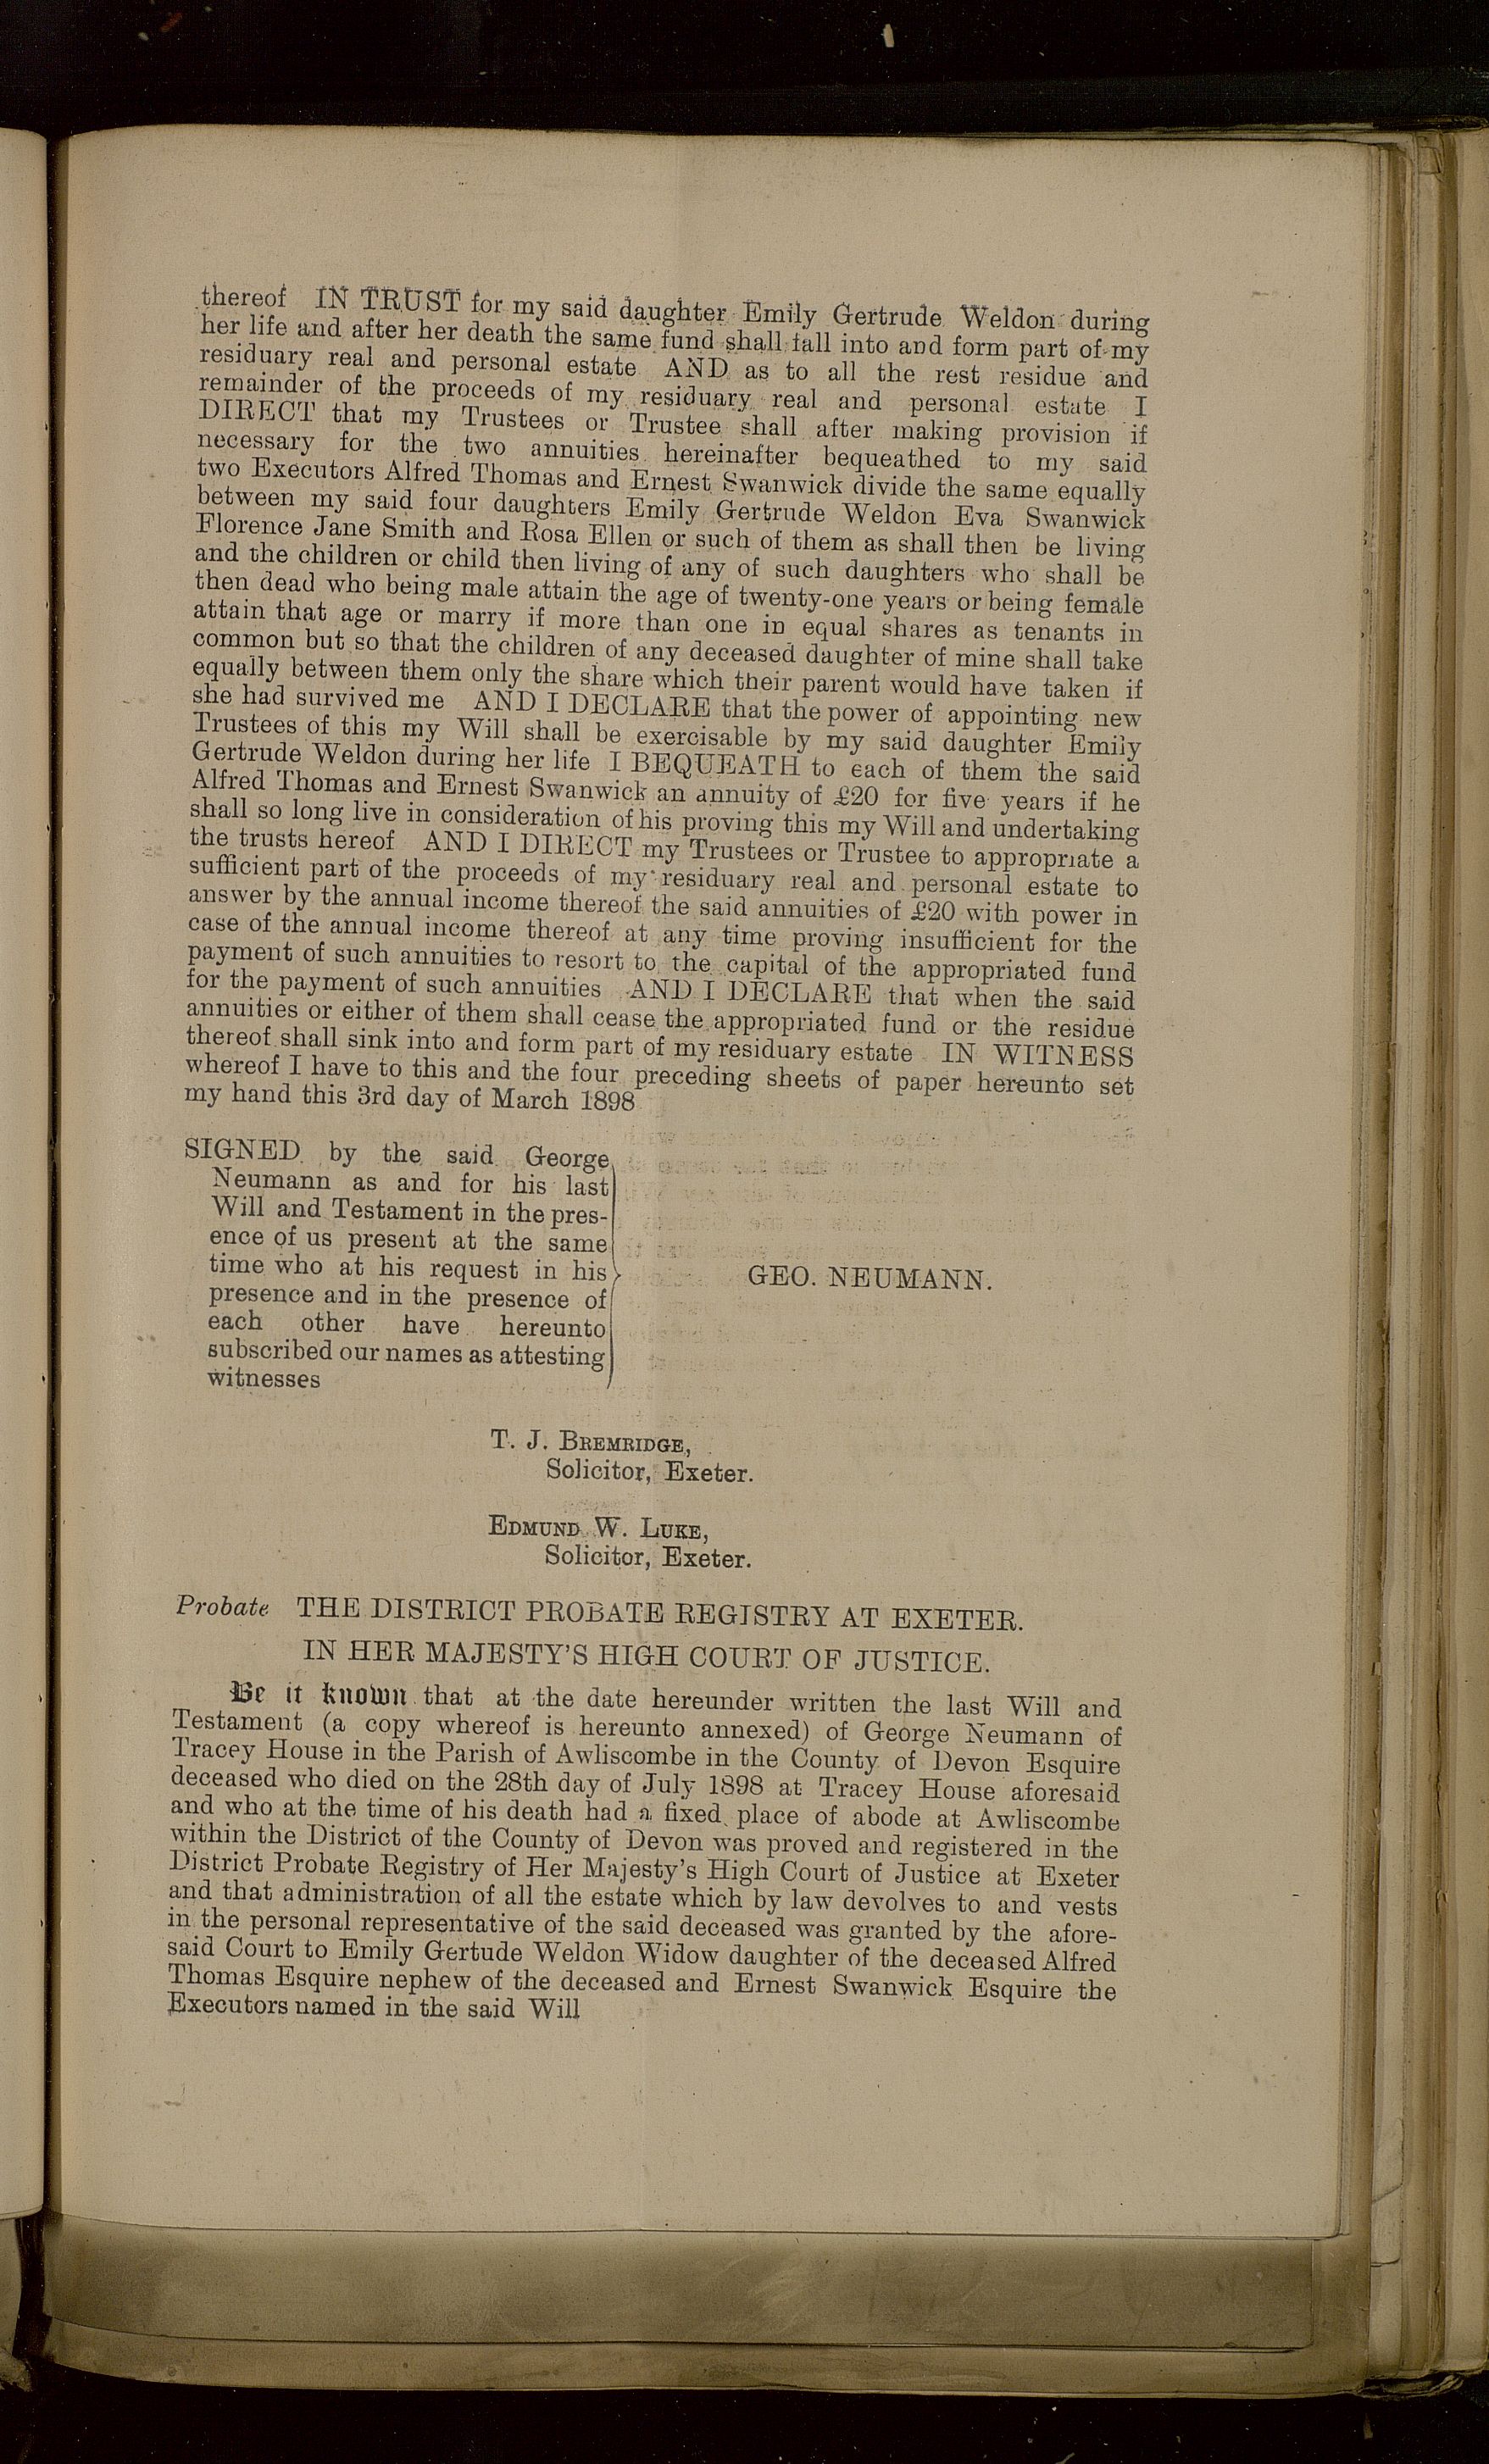 thereof IN TRUST for my said daughter Emily Gertrude Weldon during
her life and after her death the same fund shall fall into and form part of my
residuary real and personal estate AND as to all the rest residue and
remainder of the proceeds of my residuary real and personal estate I
DIRECT that my Trustees or Trustee shall after making provision if
necessary for the two annuities hereinafter bequeathed to my said
two Executors Alfred Thomas and Ernest Swanwick divide the same equally
between my said four daughters Emily Gertrude Weldon Eva Swanwick
Florence Jane Smith and Rosa Ellen or such of them as shall then be living
and the children or child then living of any of such daughters who shall be
then dead who being male attain the age of twenty-one years or being female
attain that age or marry if more than one in equal shares as tenants in
common but so that the children of any deceased daughter of mine shall take
equally between them only the share which their parent would have taken if
she had survived me AND I DECLARE that the power of appointing new
Trustees of this my Will shall be exercisable by my said daughter Emily
Gertrude Weldon during her life I BEQUEATH to each of them the said
Alfred Thomas and Ernest Swanwick an annuity of £20 for five years if he
shall so long live in consideration of his proving this my Will and undertaking
the trusts hereof AND I DIRECT my Trustees or Trustee to appropriate a
sufficient part of the proceeds of my residuary real and personal estate to
answer by the annual income thereof the said annuities of £20 with power in
case of the annual income thereof at any time proving insufficient for the
payment of such annuities to resort to the capital of the appropriated fund
for the payment of such annuities AND I DECLARE that when the said
annuities or either of them shall cease the appropriated fund or the residue
thereof shall sink into and form part of my residuary estate IN WITNESS
whereof I have to this and the four preceding sheets of paper hereunto set
my hand this 3rd day of March 1898
SIGNED by the said George
Neumann as and for his last
Will and Testament in the pres-
ence of us present at the same
time who at his request in his
presence and in the presence of
each other have hereunto
subscribed our names as attesting
witnesses
GEO. NEUMANN.
T. J. BREMRIDGE,
Solicitor, Exeter.
EDMUND W. LUKE,
Solicitor, Exeter.
Probate THE DISTRICT PROBATE REGISTRY AT EXETER.
IN HER MAJESTY'S HIGH COURT OF JUSTICE.
Be it known that at the date hereunder written the last Will and
Testament (a copy whereof is hereunto annexed) of George Neumann of
Tracey House in the Parish of Awliscombe in the County of Devon Esquire
deceased who died on the 28th day of July 1898 at Tracey House aforesaid
and who at the time of his death had a fixed place of abode at Awliscombe
within the District of the County of Devon was proved and registered in the
District Probate Registry of Her Majesty's High Court of Justice at Exeter
and that administration of all the estate which by law devolves to and vests
in the personal representative of the said deceased was granted by the afore-
said Court to Emily Gertude Weldon Widow daughter of the deceased Alfred
Thomas Esquire nephew of the deceased and Ernest Swanwick Esquire the
Executors named in the said Will